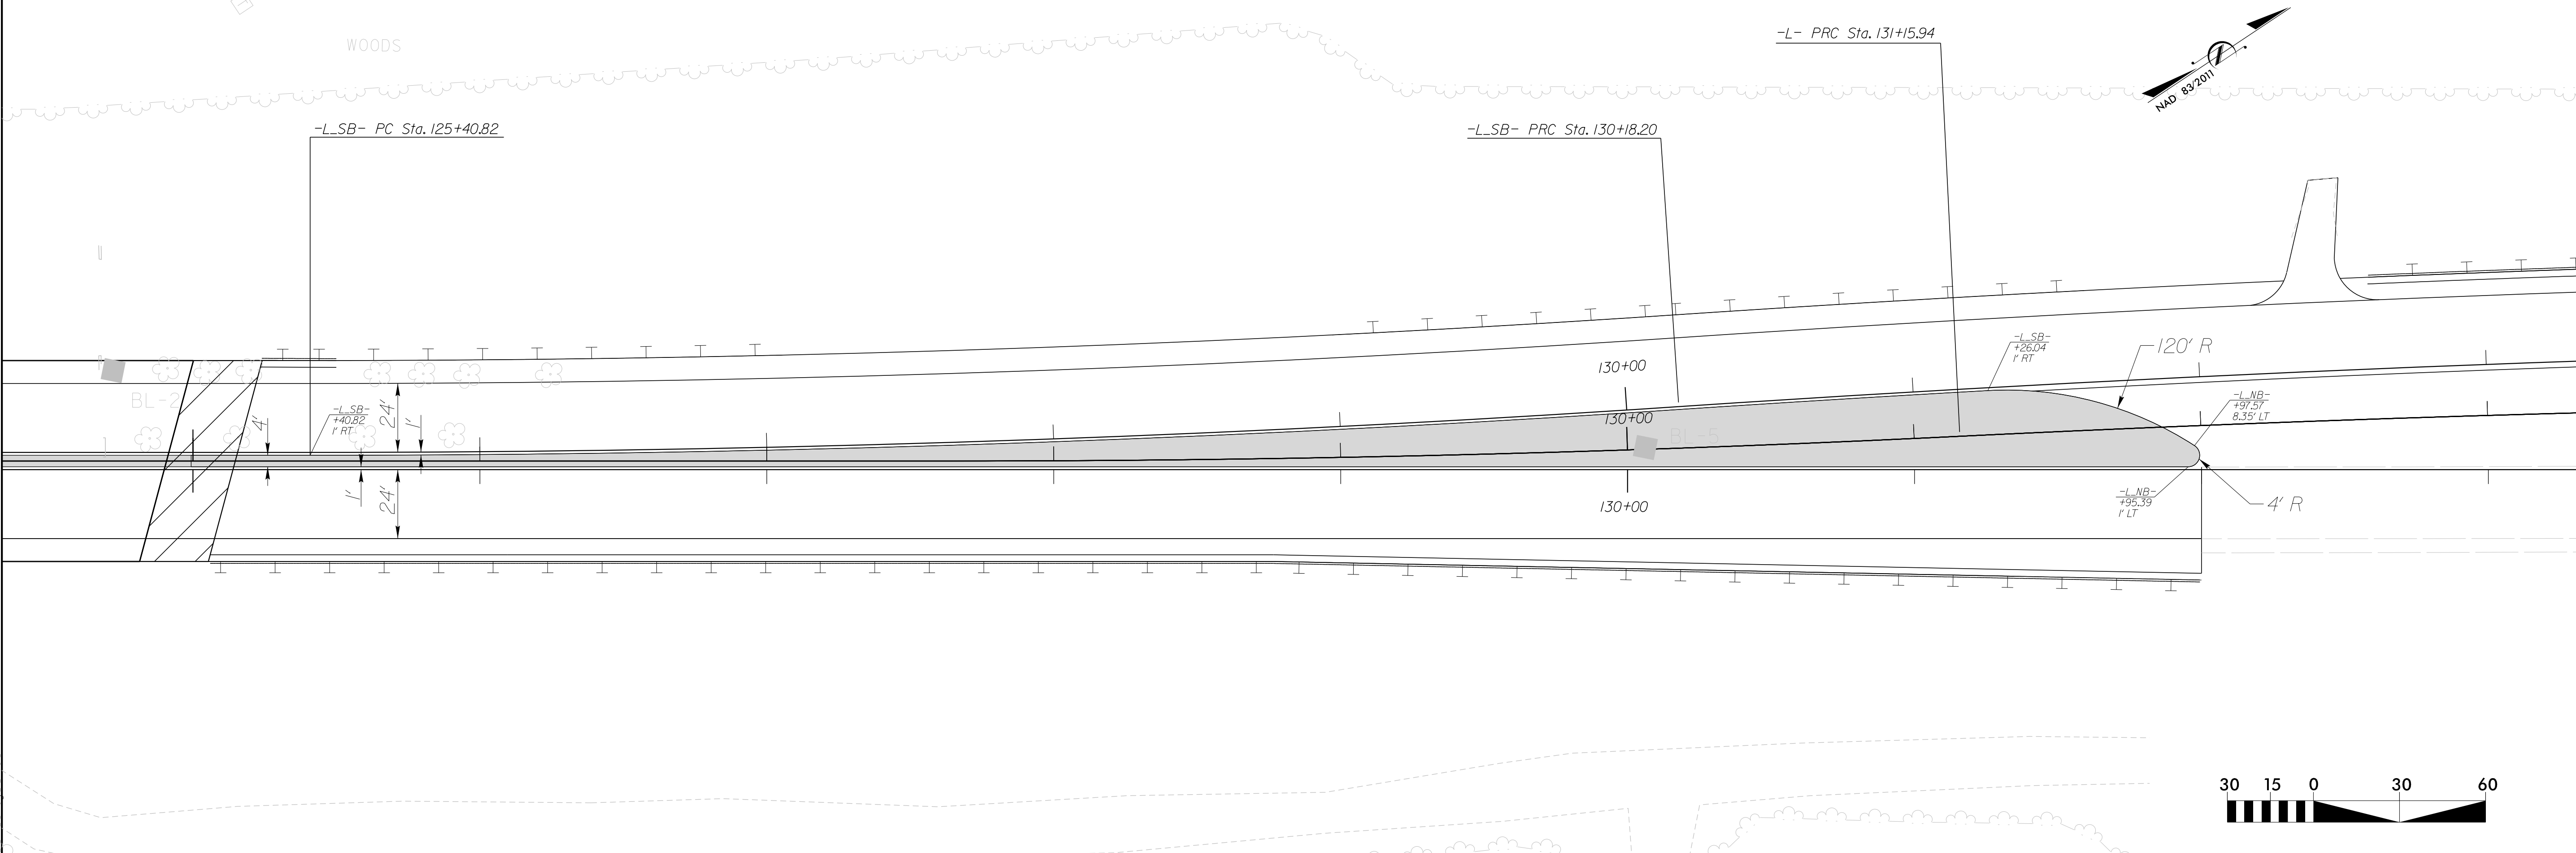 WOODS
-L- PRC Sta. 131+15.94
NAD 83/2011
-L_SB- PC Sta. 125+40.82
-L_SB- PRC Sta. 130+18.20
-L_SB-
+26.04
1' RT
120' R
130+00
BL-2
-L_SB-
+40.82
1' RT
4'
24'
1'
130+00
BL-5
-L_NB-
+97.57
8.35' LT
1'
24'
130+00
-L_NB-
+95.39
1' LT
4' R
30 15 0 30 60